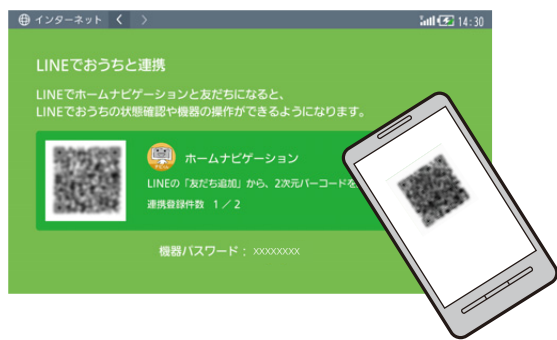 インターネット く 〉
14:30
LINEでおうちと連携
LINEでホームナビゲーションと友だちになると、
LINEでおうちの状態確認や機器の操作ができるようになります。
ホームナビゲーション
LINEの「友だち追加」から、2次元バーコードを
連携登録件数 1／2
機器パスワード： xxxxxxxx